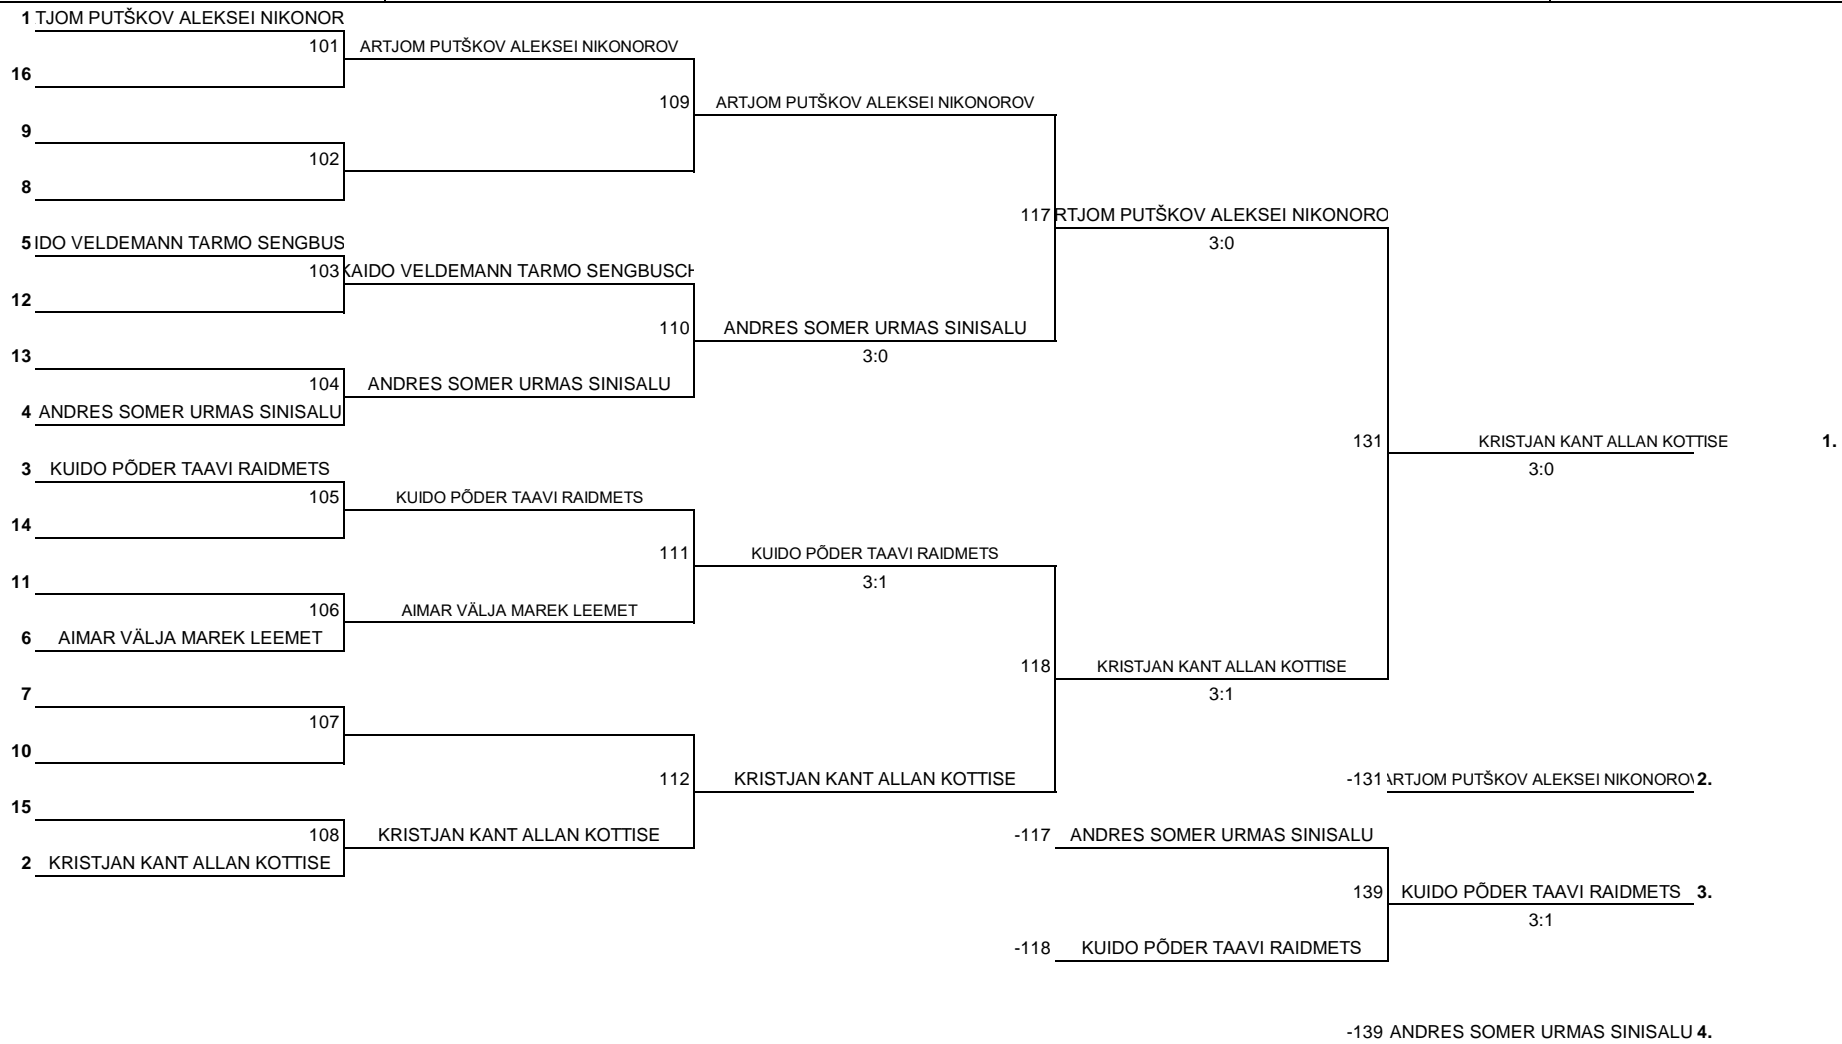 1 TJOM PUTŠKOV ALEKSEI NIKONOR
101 ARTJOM PUTŠKOV ALEKSEI NIKONOROV
16
109 ARTJOM PUTŠKOV ALEKSEI NIKONOROV
9
102
8
117 RTJOM PUTŠKOV ALEKSEI NIKONORO
3:0
5 IDO VELDEMANN TARMO SENGBUS
103 KAIDO VELDEMANN TARMO SENGBUSCH
12
110 ANDRES SOMER URMAS SINISALU
3:0
13
104 ANDRES SOMER URMAS SINISALU
4 ANDRES SOMER URMAS SINISALU
131 KRISTJAN KANT ALLAN KOTTISE 1.
3:0
3 KUIDO PÕDER TAAVI RAIDMETS
105 KUIDO PÕDER TAAVI RAIDMETS
14
111 KUIDO PÕDER TAAVI RAIDMETS
3:1
11
106 AIMAR VÄLJA MAREK LEEMET
6 AIMAR VÄLJA MAREK LEEMET
118 KRISTJAN KANT ALLAN KOTTISE
3:1
7
107
10
112 KRISTJAN KANT ALLAN KOTTISE
-131 ARTJOM PUTŠKOV ALEKSEI NIKONOROV 2.
15
108 KRISTJAN KANT ALLAN KOTTISE
-117 ANDRES SOMER URMAS SINISALU
2 KRISTJAN KANT ALLAN KOTTISE
139 KUIDO PÕDER TAAVI RAIDMETS 3.
3:1
-118 KUIDO PÕDER TAAVI RAIDMETS
-139 ANDRES SOMER URMAS SINISALU 4.